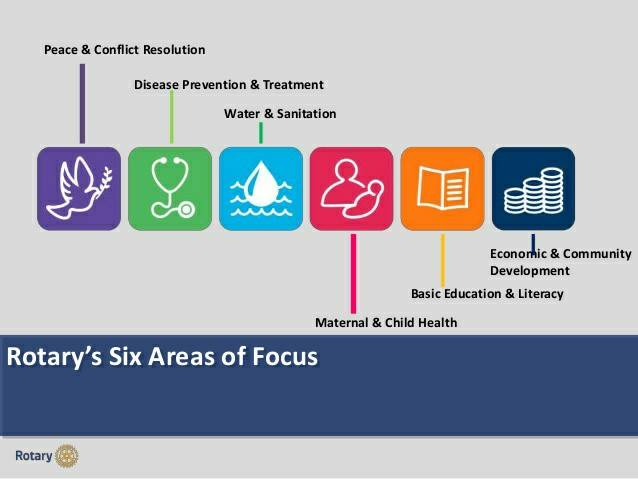 Peace & Conflict Resolution
Disease Prevention & Treatment
Water & Sanitation
Economic & Community
Development
Basic Education & Literacy
Maternal & Child Health
Rotary’s Six Areas of Focus
Rotary